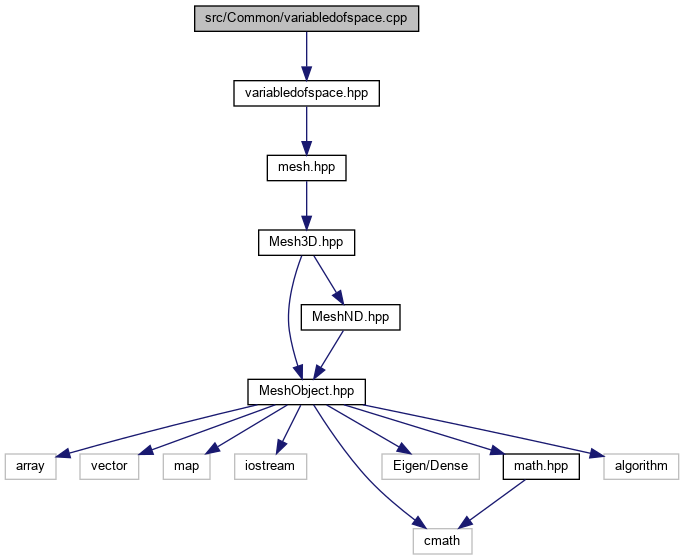 src/Common/variabledofspace.cpp
variabledofspace.hpp
mesh.hpp
Mesh3D.hpp
MeshND.hpp
MeshObject.hpp
array
vector
map
iostream
Eigen/Dense
math.hpp
algorithm
cmath